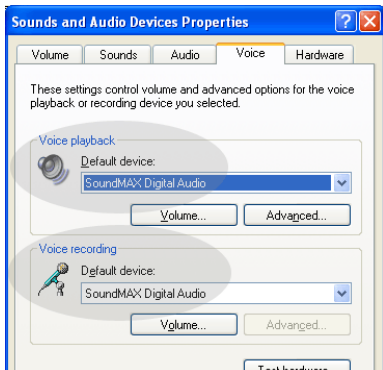 Sounds and Audio Devices Properties
Volume Sounds Audio Voice Hardware
These settings control volume and advanced options for the voice
playback or recording device you selected.
Voice playback
Default device:
SoundMAX Digital Audio
Volume... Advanced...
Voice recording
Default device:
SoundMAX Digital Audio
Volume... Advanced...
Test hardware...